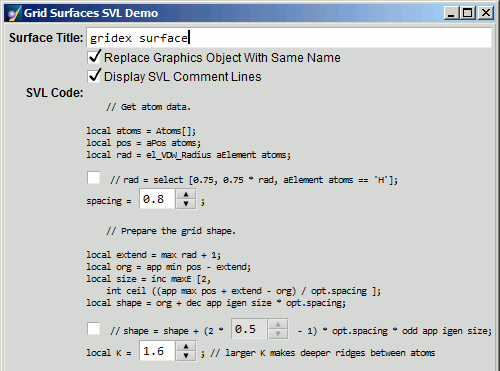 Grid Surfaces SVL Demo
Surface Title: gridex surface
Replace Graphics Object With Same Name
Display SVL Comment Lines
SVL Code:
// Get atom data.
local atoms = Atoms[];
local pos = aPos atoms;
local rad = el_VDW_Radius aElement atoms;
// rad = select [0.75, 0.75 * rad, aElement atoms == 'H'];
spacing = 0.8 ;
// Prepare the grid shape.
local extend = max rad + 1;
local org = app min pos - extend;
local size = inc maxE [2,
int ceil ((app max pos + extend - org) / opt.spacing ];
local shape = org + dec app igen size * opt.spacing;
// shape = shape + (2 * 0.5 - 1) * opt.spacing * odd app igen size;
local K = 1.6 ; // larger K makes deeper ridges between atoms